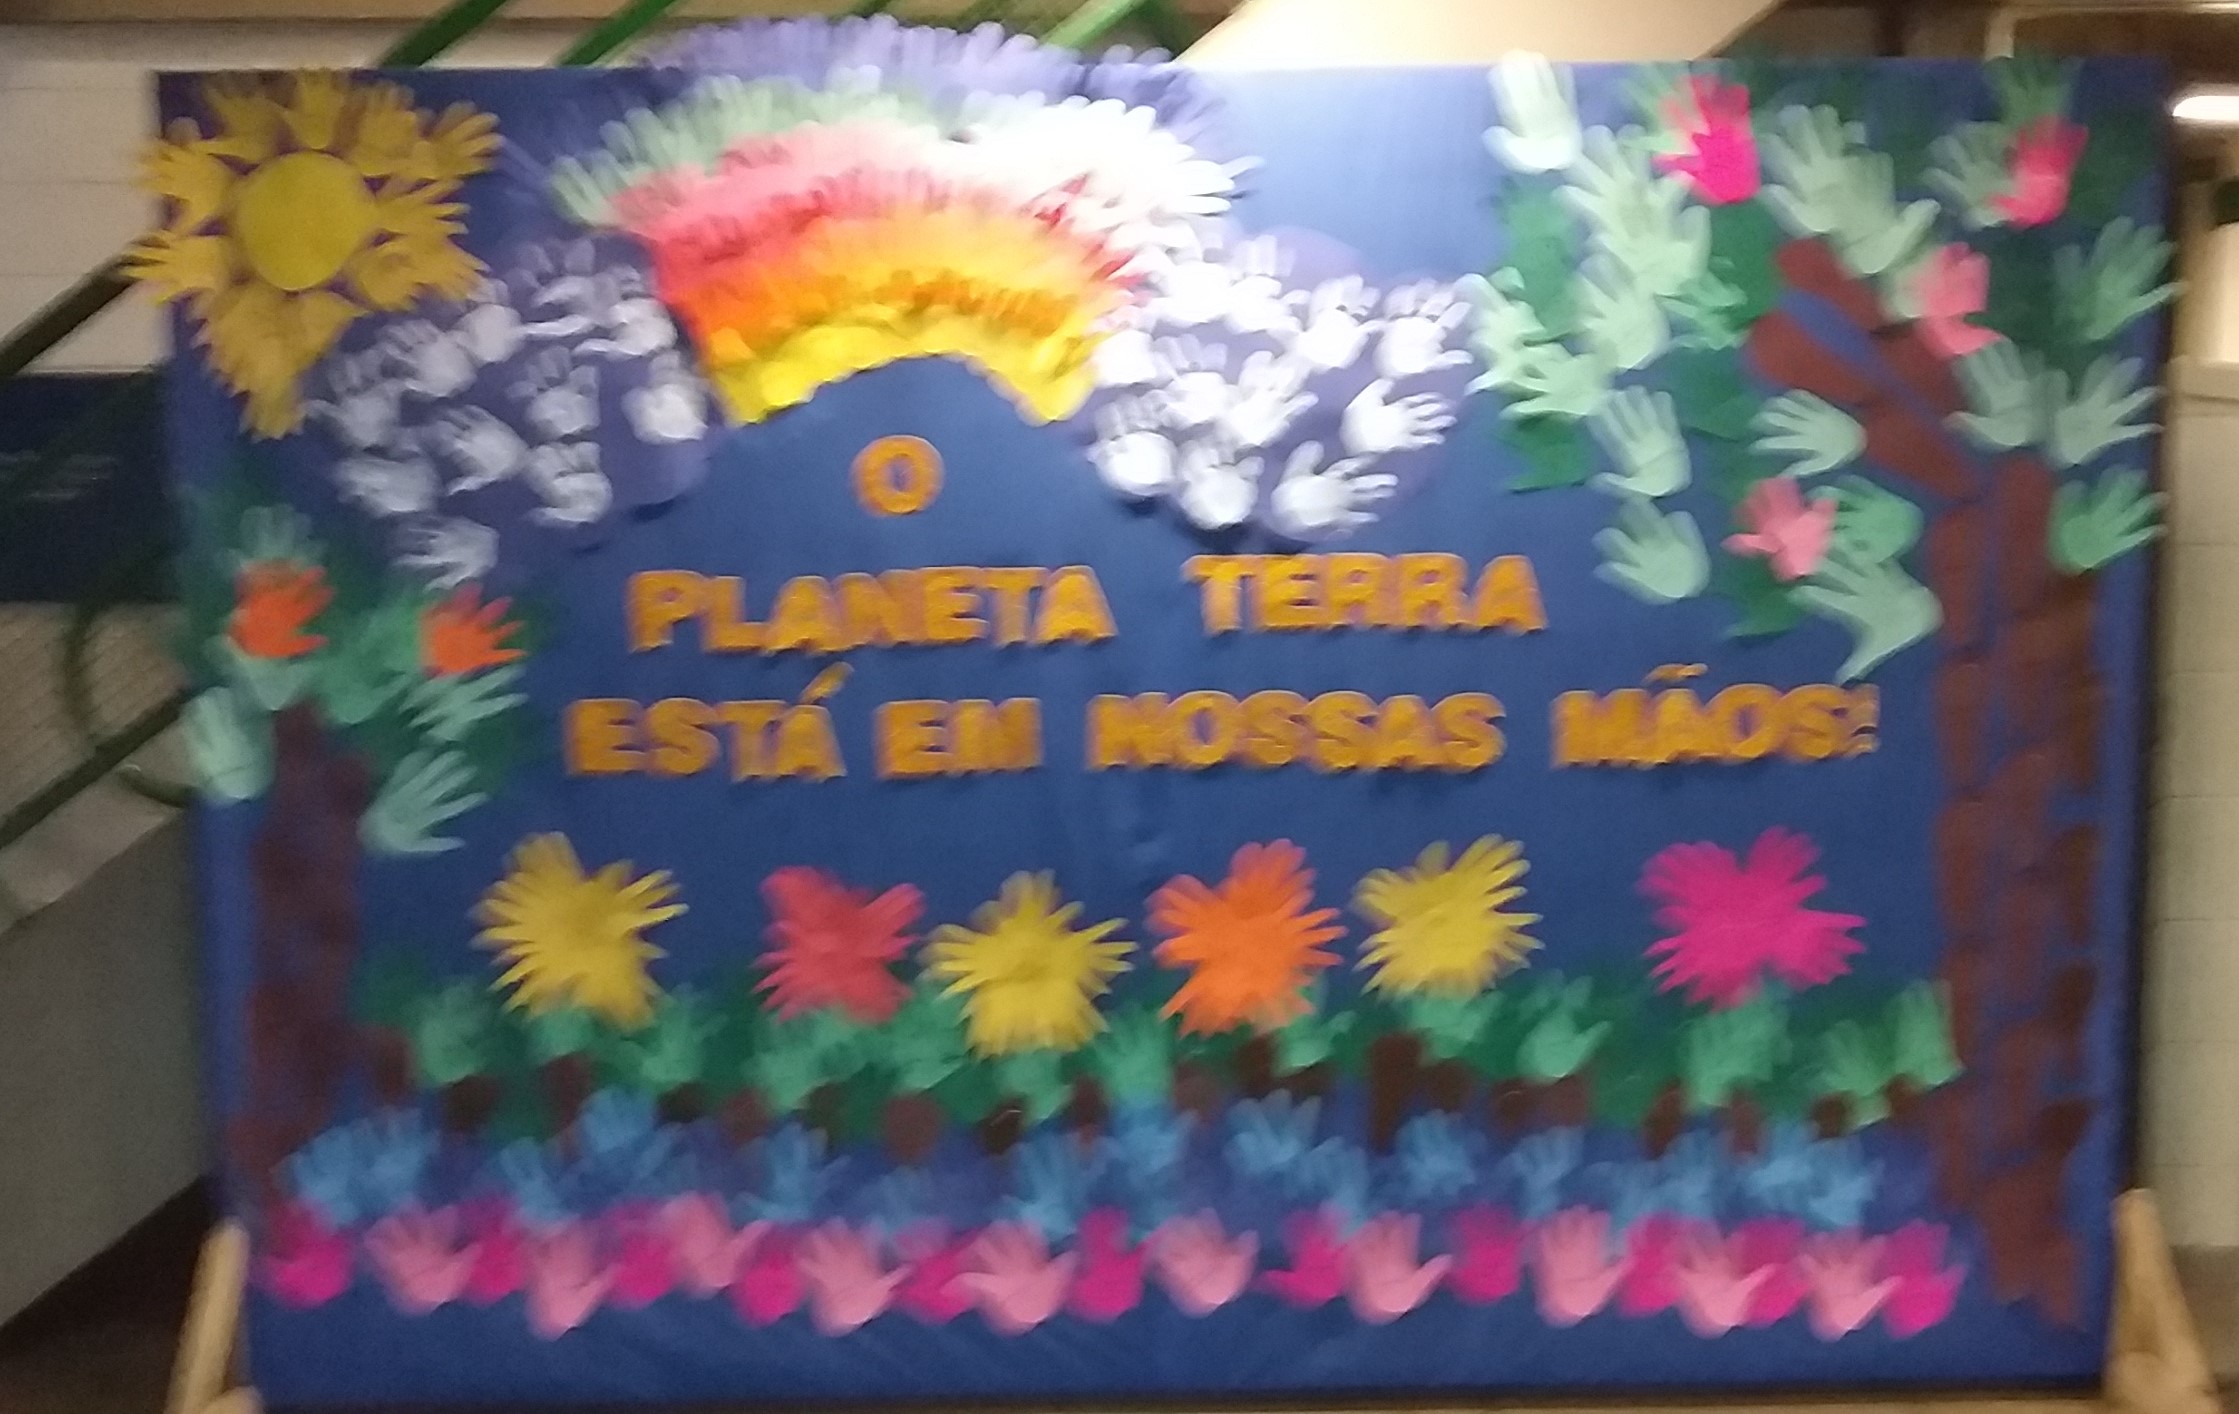 O
PLANETA TERRA
ESTÁ EM NOSSAS MÃOS!